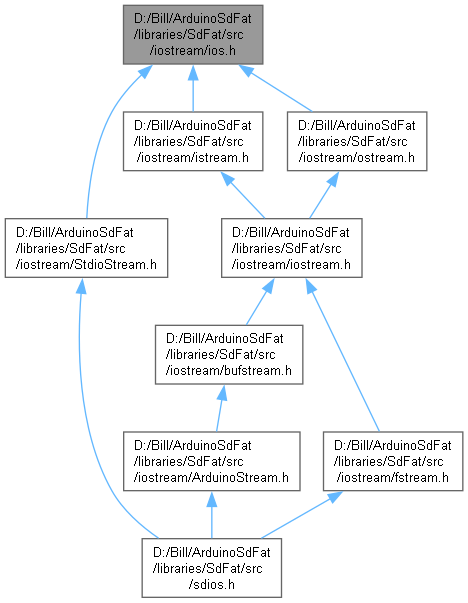 D:/Bill/ArduinoSdFat
/libraries/SdFat/src
/iostream/ios.h
D:/Bill/ArduinoSdFat
/libraries/SdFat/src
/iostream/istream.h
D:/Bill/ArduinoSdFat
/libraries/SdFat/src
/iostream/ostream.h
D:/Bill/ArduinoSdFat
/libraries/SdFat/src
/iostream/StdioStream.h
D:/Bill/ArduinoSdFat
/libraries/SdFat/src
/iostream/iostream.h
D:/Bill/ArduinoSdFat
/libraries/SdFat/src
/iostream/bufstream.h
D:/Bill/ArduinoSdFat
/libraries/SdFat/src
/iostream/ArduinoStream.h
D:/Bill/ArduinoSdFat
/libraries/SdFat/src
/iostream/fstream.h
D:/Bill/ArduinoSdFat
/libraries/SdFat/src
/sdios.h